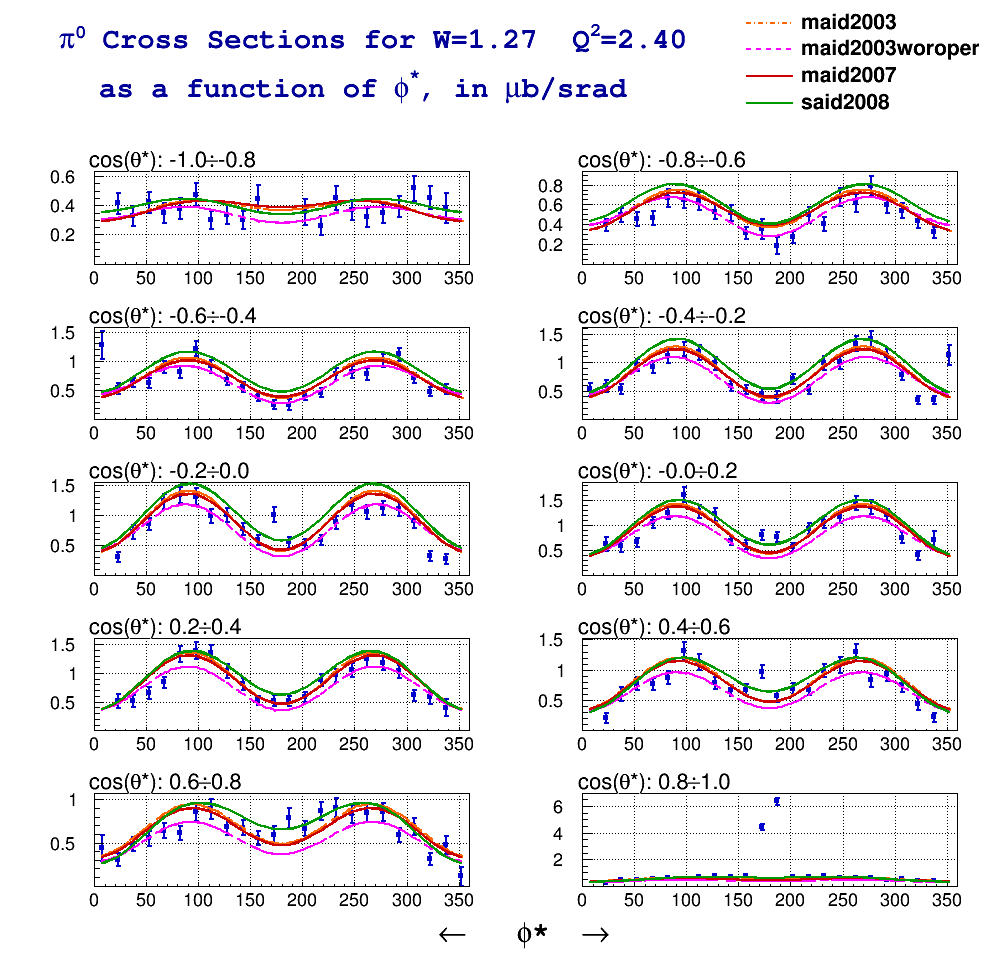 π⁰ Cross Sections for W=1.27 Q²=2.40
as a function of ϕ*, in μb/srad
maid2003
maid2003woroper
maid2007
said2008
cos(θ*): -1.0÷-0.8
0.6
0.4
0.2
0 50 100 150 200 250 300 350
cos(θ*): -0.8÷-0.6
0.8
0.6
0.4
0.2
0 50 100 150 200 250 300 350
cos(θ*): -0.6÷-0.4
1.5
1
0.5
0 50 100 150 200 250 300 350
cos(θ*): -0.4÷-0.2
1.5
1
0.5
0 50 100 150 200 250 300 350
cos(θ*): -0.2÷0.0
1.5
1
0.5
0 50 100 150 200 250 300 350
cos(θ*): -0.0÷0.2
1.5
1
0.5
0 50 100 150 200 250 300 350
cos(θ*): 0.2÷0.4
1.5
1
0.5
0 50 100 150 200 250 300 350
cos(θ*): 0.4÷0.6
1.5
1
0.5
0 50 100 150 200 250 300 350
cos(θ*): 0.6÷0.8
1
0.5
0 50 100 150 200 250 300 350
cos(θ*): 0.8÷1.0
6
4
2
0 50 100 150 200 250 300 350
← ϕ* →